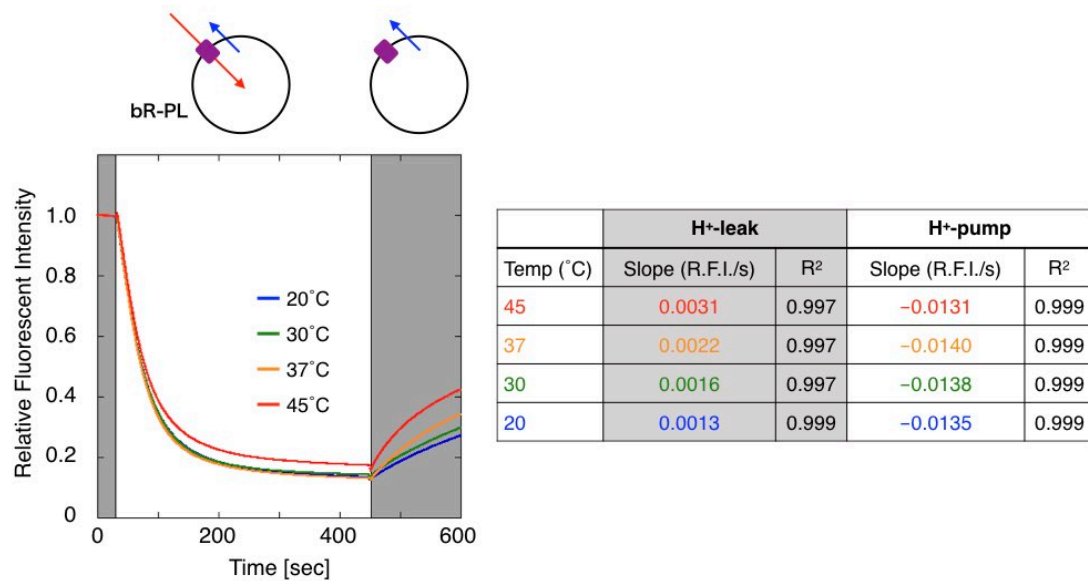 bR-PL
Relative Fluorescent Intensity
1.0
0.8
0.6
0.4
0.2
0
20˚C
30˚C
37˚C
45˚C
0 200 400 600
Time [sec]
H+-leak H+-pump
Temp (˚C) Slope (R.F.I./s) R² Slope (R.F.I./s) R²
45 0.0031 0.997 −0.0131 0.999
37 0.0022 0.997 −0.0140 0.999
30 0.0016 0.997 −0.0138 0.999
20 0.0013 0.999 −0.0135 0.999